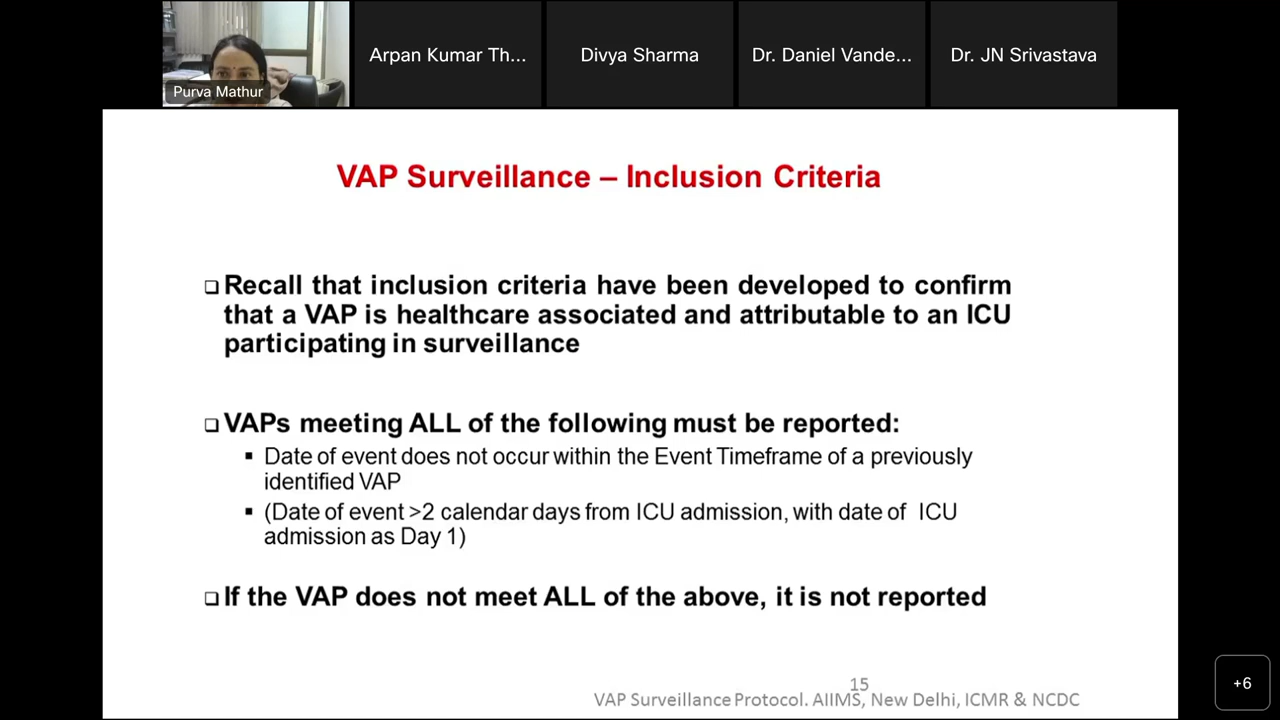 Purva Mathur
Arpan Kumar Th...
Divya Sharma
Dr. Daniel Vande...
Dr. JN Srivastava
VAP Surveillance – Inclusion Criteria
Recall that inclusion criteria have been developed to confirm
that a VAP is healthcare associated and attributable to an ICU
participating in surveillance
VAPs meeting ALL of the following must be reported:
Date of event does not occur within the Event Timeframe of a previously
identified VAP
(Date of event >2 calendar days from ICU admission, with date of ICU
admission as Day 1)
If the VAP does not meet ALL of the above, it is not reported
15
VAP Surveillance Protocol. AIIMS, New Delhi, ICMR & NCDC
+6